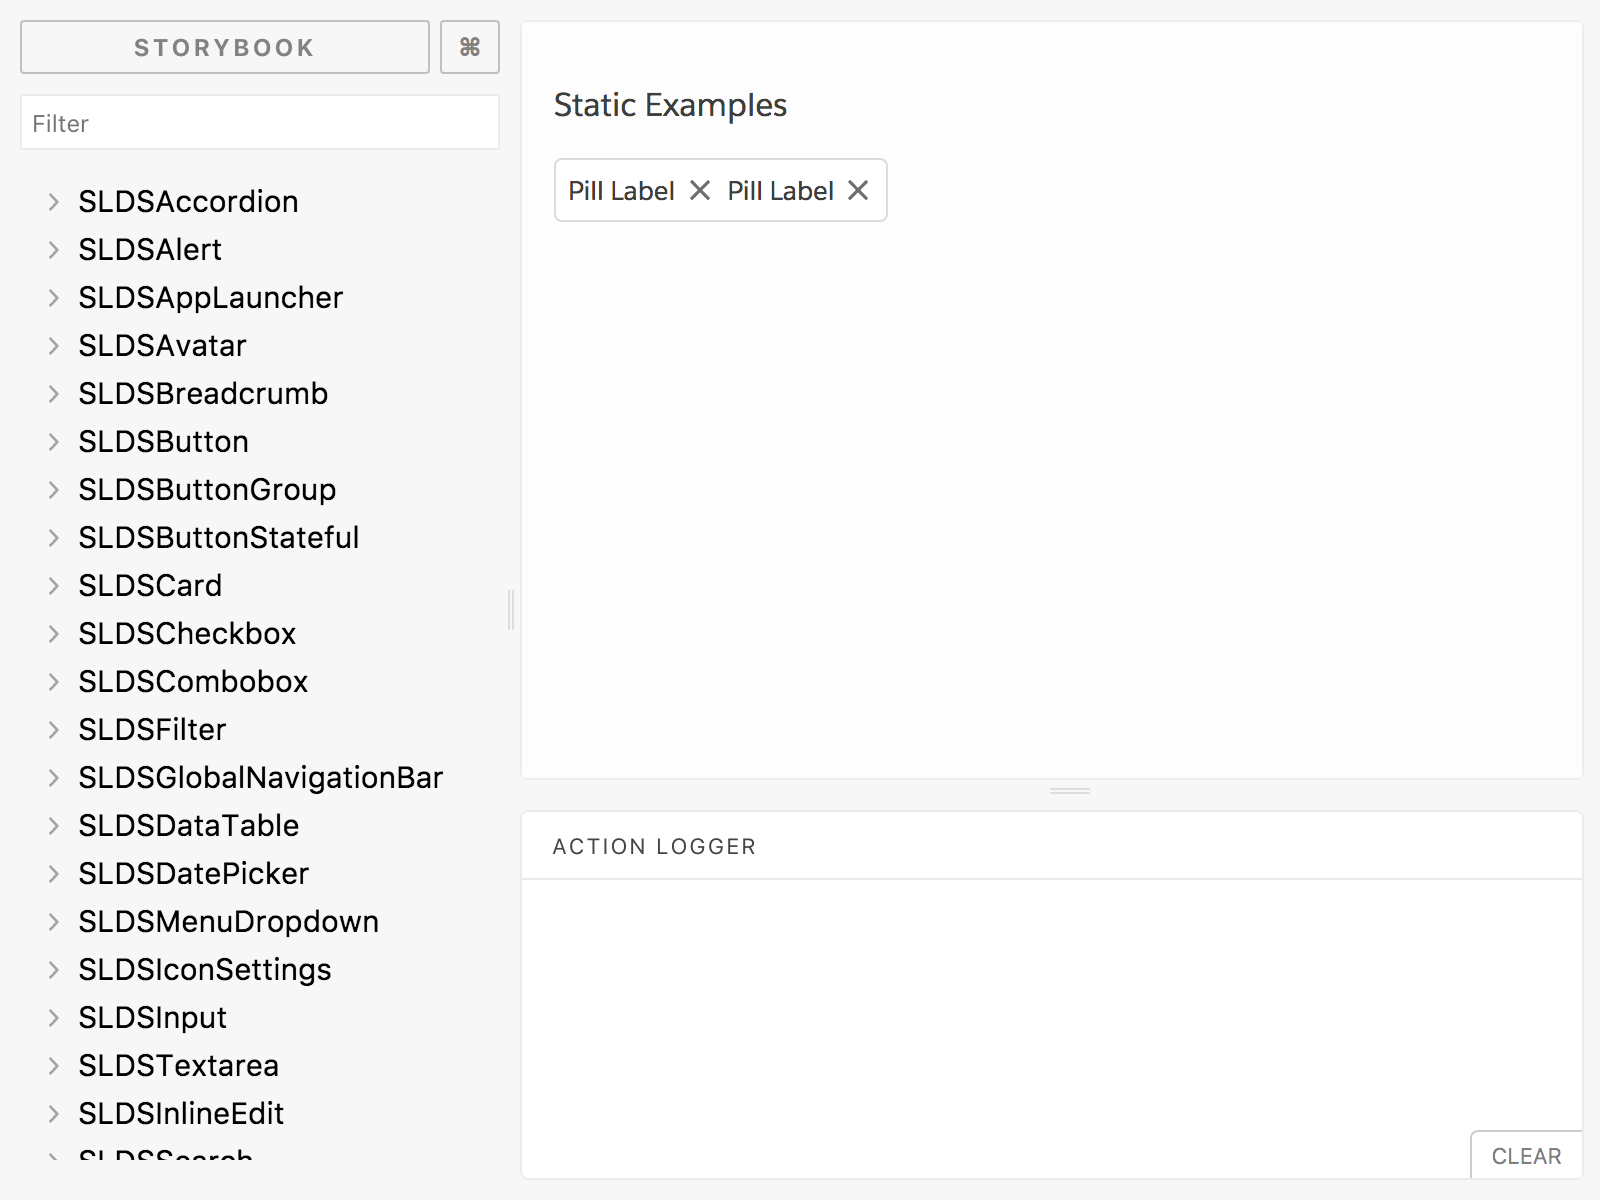 STORYBOOK ⌘
Filter
SLDSAccordion
SLDSAlert
SLDSAppLauncher
SLDSAvatar
SLDSBreadcrumb
SLDSButton
SLDSButtonGroup
SLDSButtonStateful
SLDSCard
SLDSCheckbox
SLDSCombobox
SLDSFilter
SLDSGlobalNavigationBar
SLDSDataTable
SLDSDatePicker
SLDSMenuDropdown
SLDSIconSettings
SLDSInput
SLDSTextarea
SLDSInlineEdit
SLDSSearch
Static Examples
Pill Label Pill Label
ACTION LOGGER
CLEAR